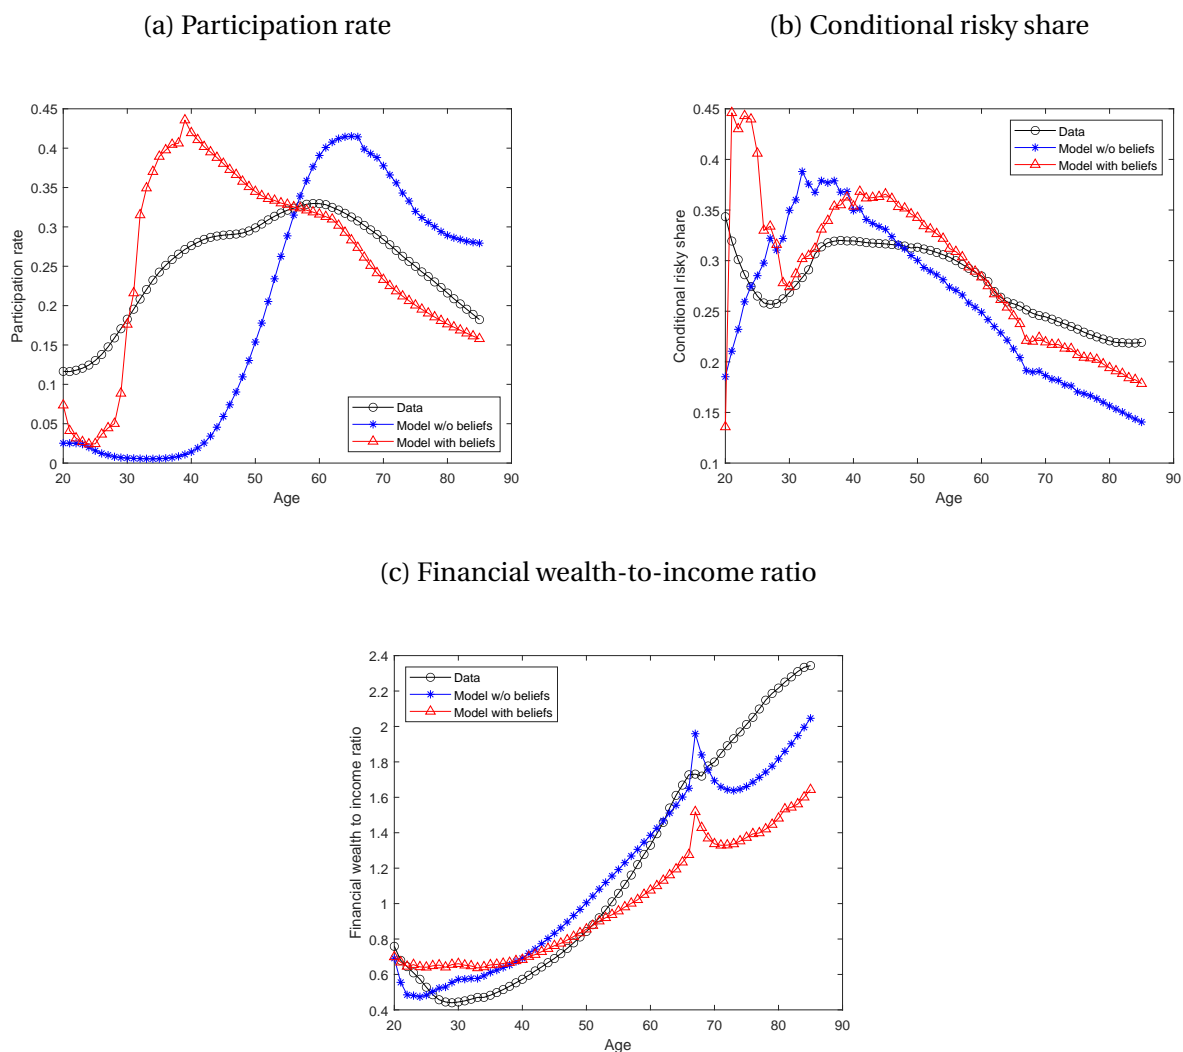 (a) Participation rate
(b) Conditional risky share
0.45
0.4
0.35
0.3
0.25
0.2
0.15
0.1
0.05
0
Participation rate
20 30 40 50 60 70 80 90
Age
Data
Model w/o beliefs
Model with beliefs
0.45
0.4
0.35
0.3
0.25
0.2
0.15
0.1
Conditional risky share
20 30 40 50 60 70 80 90
Age
Data
Model w/o beliefs
Model with beliefs
(c) Financial wealth-to-income ratio
2.4
2.2
2
1.8
1.6
1.4
1.2
1
0.8
0.6
0.4
Financial wealth to income ratio
20 30 40 50 60 70 80 90
Age
Data
Model w/o beliefs
Model with beliefs